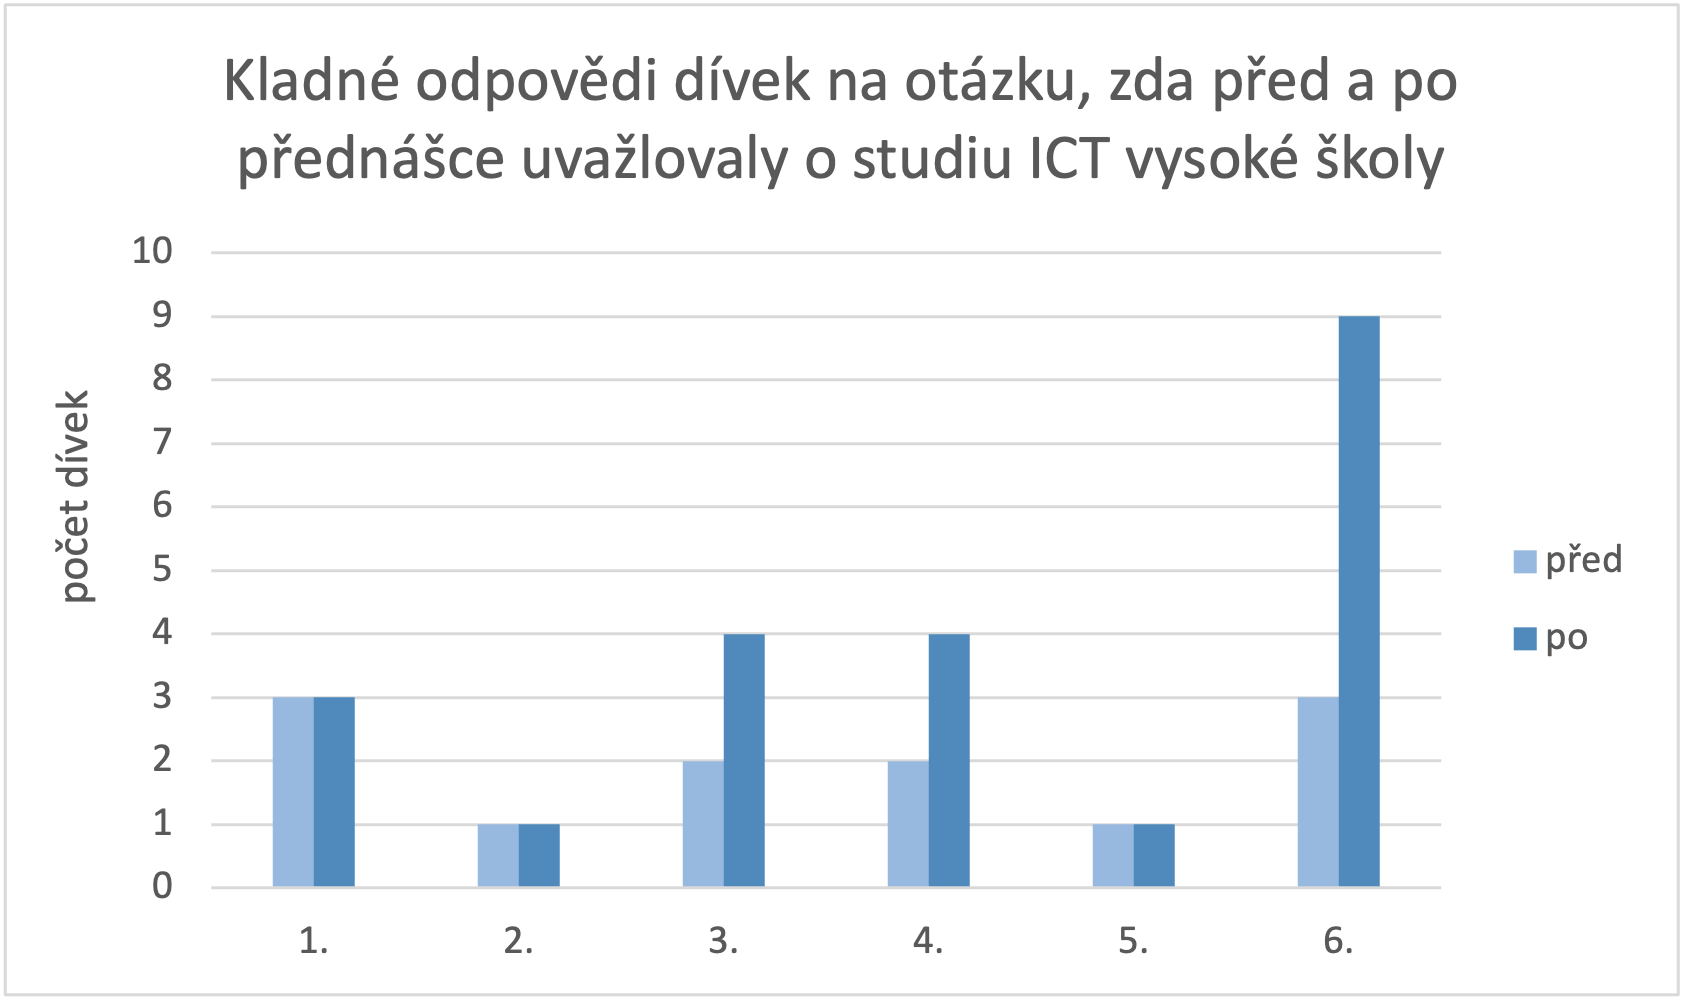 Kladné odpovědi dívek na otázku, zda před a po
přednášce uvažlovaly o studiu ICT vysoké školy
počet dívek
10
9
8
7
6
5
4
3
2
1
0
1. 2. 3. 4. 5. 6.
před
po